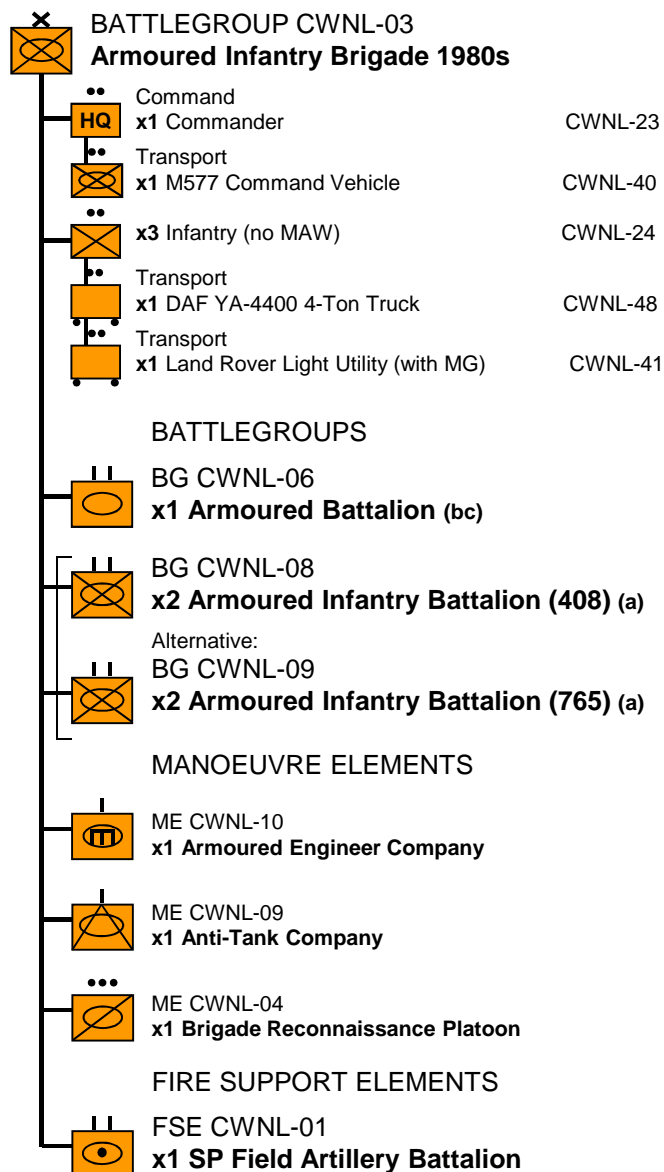 BATTLEGROUP CWNL-03
Armoured Infantry Brigade 1980s
Command
HQ x1 Commander CWNL-23
Transport
x1 M577 Command Vehicle CWNL-40
x3 Infantry (no MAW) CWNL-24
Transport
x1 DAF YA-4400 4-Ton Truck CWNL-48
Transport
x1 Land Rover Light Utility (with MG) CWNL-41
BATTLEGROUPS
BG CWNL-06
x1 Armoured Battalion (bc)
BG CWNL-08
x2 Armoured Infantry Battalion (408) (a)
Alternative:
BG CWNL-09
x2 Armoured Infantry Battalion (765) (a)
MANOEUVRE ELEMENTS
ME CWNL-10
x1 Armoured Engineer Company
ME CWNL-09
x1 Anti-Tank Company
ME CWNL-04
x1 Brigade Reconnaissance Platoon
FIRE SUPPORT ELEMENTS
FSE CWNL-01
x1 SP Field Artillery Battalion